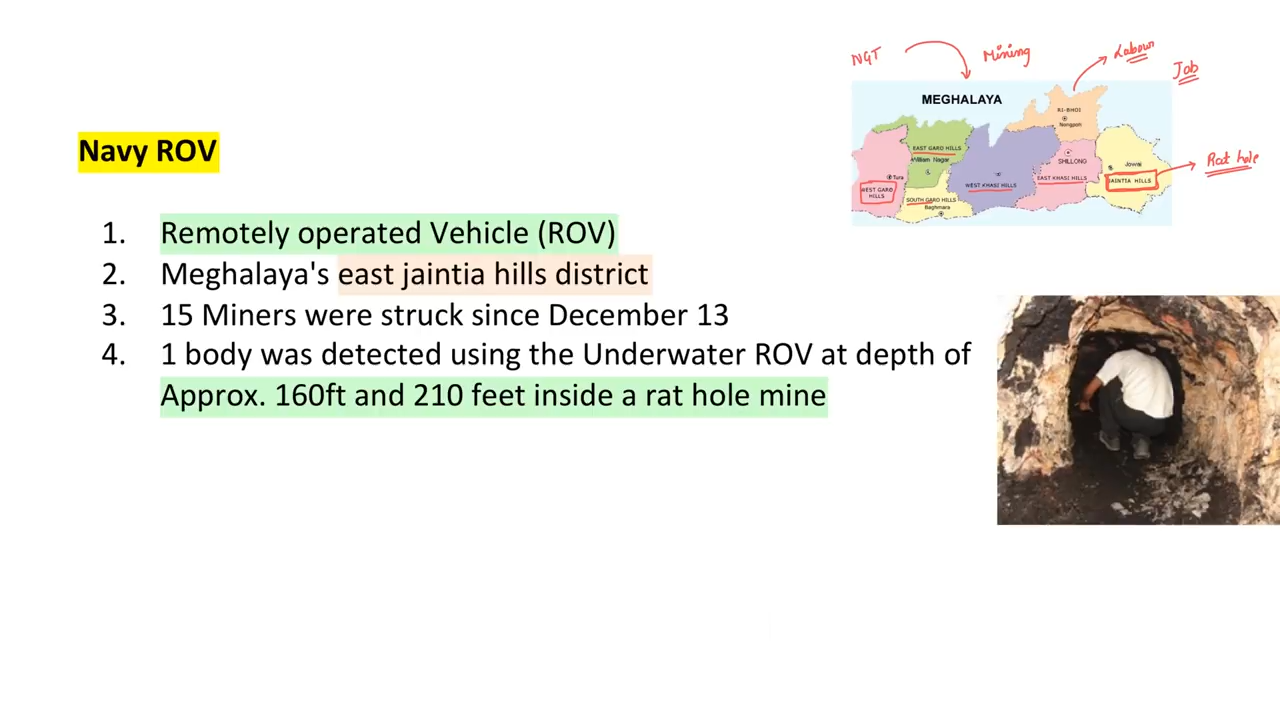 NGT
Mining
Labour
Job
MEGHALAYA
RI-BHOI
Nongpoh
EAST GARO HILLS
William Nagar
SHILLONG
Jowai
Rat hole
Tura
WEST GARO
HILLS
WEST KHASI HILLS
EAST KHASI HILLS
JAINTIA HILLS
SOUTH GARO HILLS
Baghmara
Navy ROV
1. Remotely operated Vehicle (ROV)
2. Meghalaya's east jaintia hills district
3. 15 Miners were struck since December 13
4. 1 body was detected using the Underwater ROV at depth of
Approx. 160ft and 210 feet inside a rat hole mine